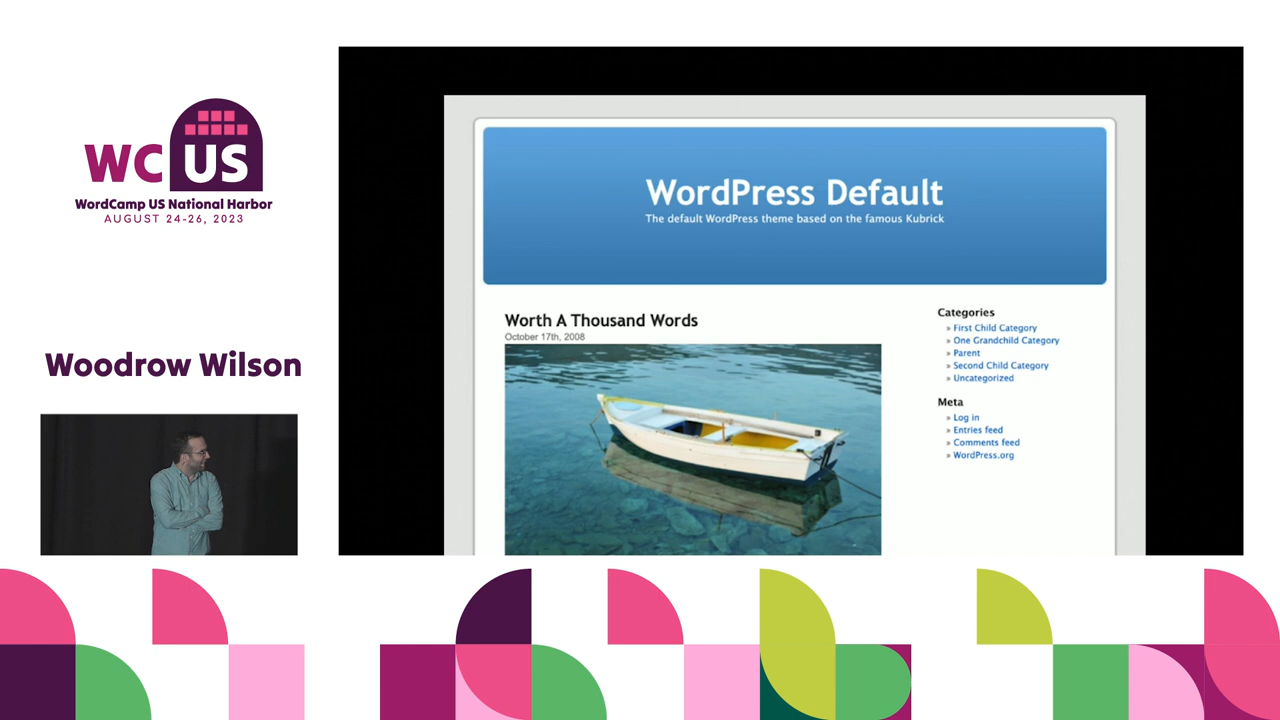 WC US
WordCamp US National Harbor
AUGUST 24-26, 2023
Woodrow Wilson
WordPress Default
The default WordPress theme based on the famous Kubrick
Worth A Thousand Words
October 17th, 2008
Categories
» First Child Category
» One Grandchild Category
» Parent
» Second Child Category
» Uncategorized
Meta
» Log in
» Entries feed
» Comments feed
» WordPress.org